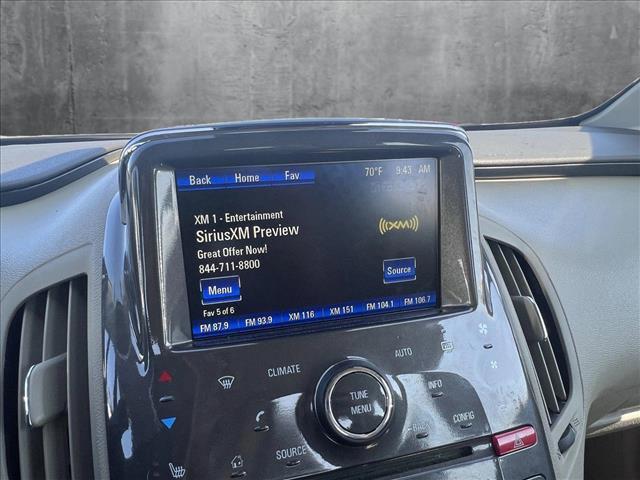 Back Home Fav 70°F 9:43 AM
XM 1 - Entertainment
SiriusXM Preview
Great Offer Now!
844-711-8800
((XM))
Menu Source
Fav 5 of 6
FM 87.9 FM 93.9 XM 116 XM 151 FM 104.1 FM 106.7
CLIMATE AUTO
TUNE
MENU
INFO
BACK CONFIG
SOURCE